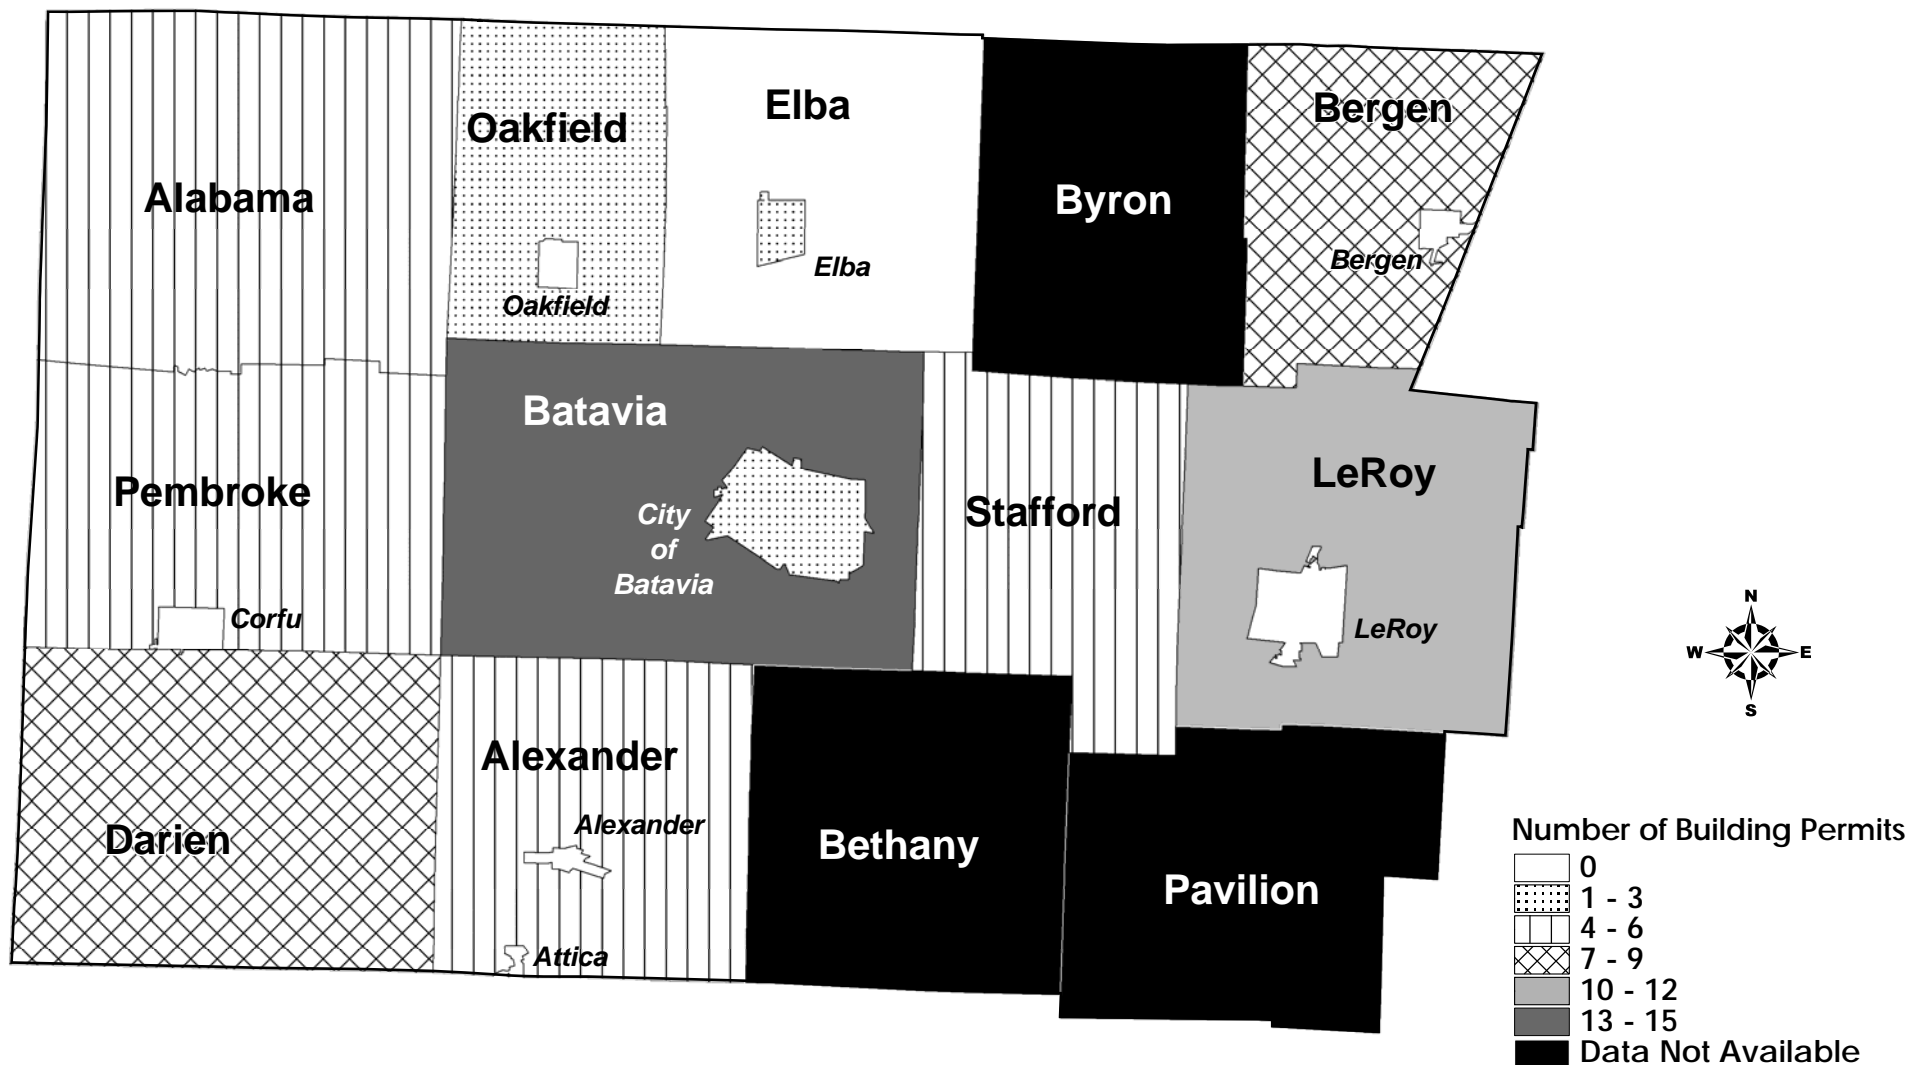 Elba
Bergen
Oakfield
Alabama
Byron
Bergen
Elba
Oakfield
Batavia
LeRoy
Pembroke
Stafford
City
of
Batavia
Corfu
LeRoy
N
W E
S
Alexander
Alexander
Darien
Bethany
Pavilion
Attica
Number of Building Permits
0
1 - 3
4 - 6
7 - 9
10 - 12
13 - 15
Data Not Available